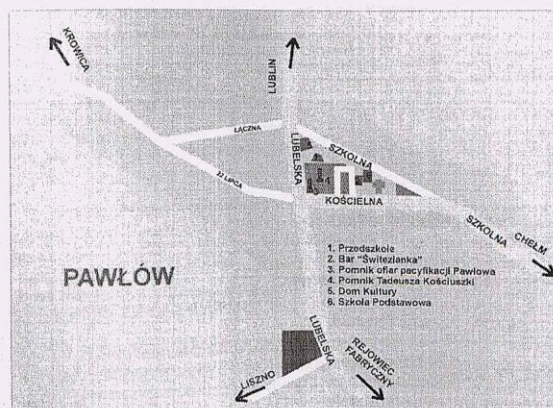 KROWICA
LUBLIN
ŁĄCZNA
LUBELSKA
SZKOLNA
22 LIPCA
KOŚCIELNA
SZKOLNA
CHEŁM
1. Przedszkole
2. Bar "Świtezianka"
3. Pomnik ofiar pacyfikacji Pawłowa
4. Pomnik Tadeusza Kościuszki
5. Dom Kultury
6. Szkoła Podstawowa
PAWŁÓW
LUBELSKA
LISZNO
REJOWIEC
FABRYCZNY